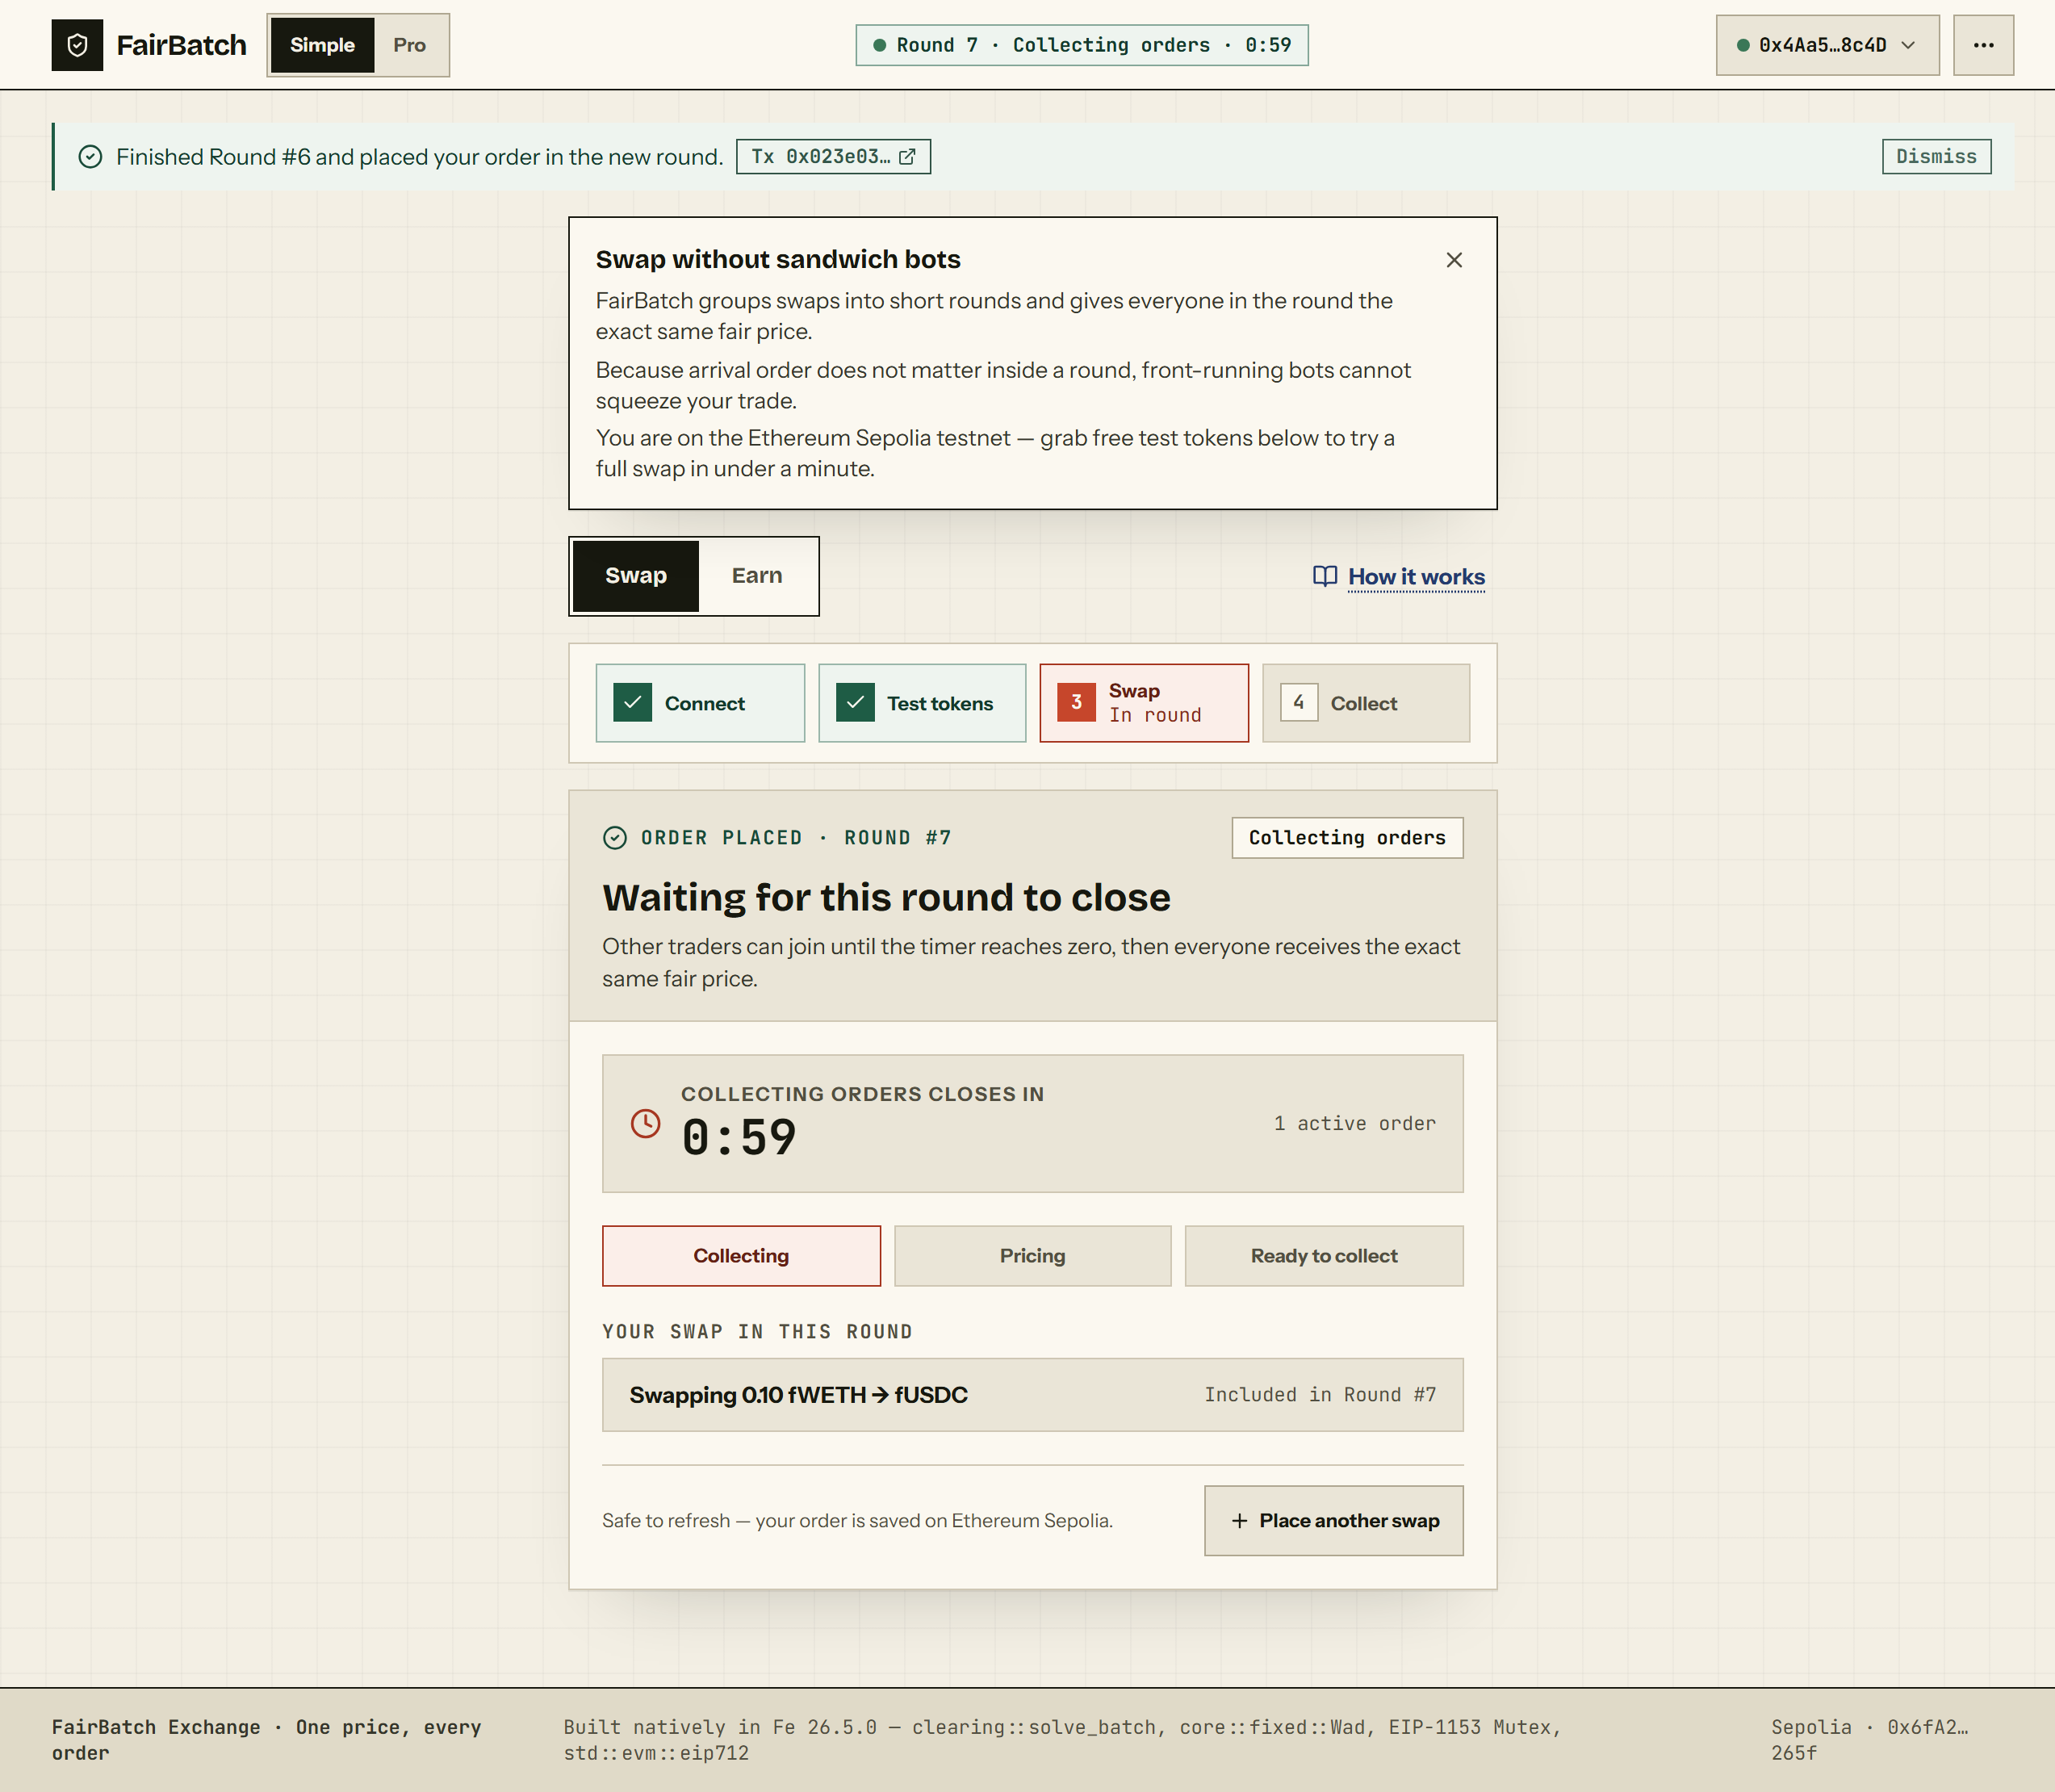 FairBatch
Simple
Pro
Round 7 · Collecting orders · 0:59
0x4Aa5…8c4D
Finished Round #6 and placed your order in the new round.
Tx 0x023e03…
Dismiss
Swap without sandwich bots
FairBatch groups swaps into short rounds and gives everyone in the round the
exact same fair price.
Because arrival order does not matter inside a round, front-running bots cannot
squeeze your trade.
You are on the Ethereum Sepolia testnet — grab free test tokens below to try a
full swap in under a minute.
Swap
Earn
How it works
Connect
Test tokens
3
Swap
In round
4
Collect
ORDER PLACED · ROUND #7
Collecting orders
Waiting for this round to close
Other traders can join until the timer reaches zero, then everyone receives the exact
same fair price.
COLLECTING ORDERS CLOSES IN
0:59
1 active order
Collecting
Pricing
Ready to collect
YOUR SWAP IN THIS ROUND
Swapping 0.10 fWETH → fUSDC
Included in Round #7
Safe to refresh — your order is saved on Ethereum Sepolia.
Place another swap
FairBatch Exchange · One price, every
order
Built natively in Fe 26.5.0 — clearing::solve_batch, core::fixed::Wad, EIP-1153 Mutex,
std::evm::eip712
Sepolia · 0x6fA2…
265f